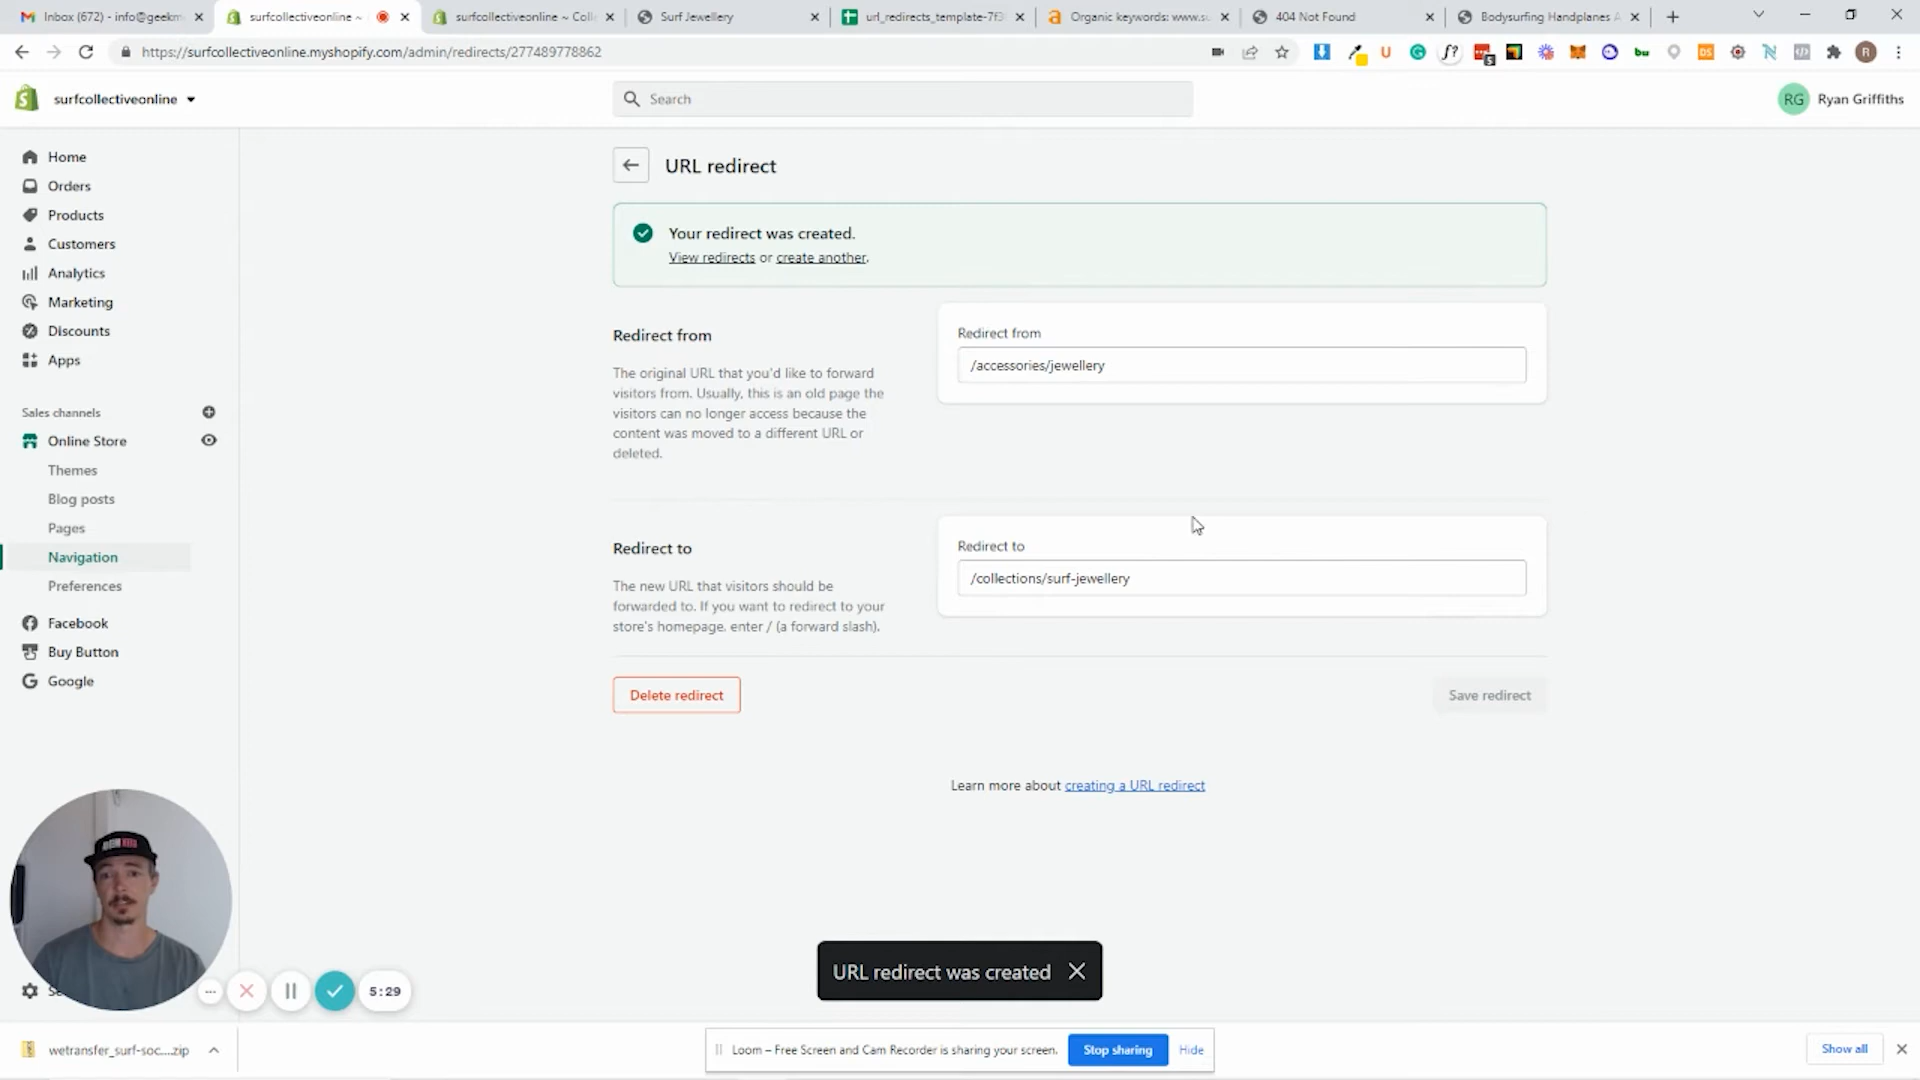 Inbox (672) - info@geekm
surfcollectiveonline ~
surfcollectiveonline ~ Coll
Surf Jewellery
url_redirects_template-7f3
Organic keywords: www.su
404 Not Found
Bodysurfing Handplanes A
https://surfcollectiveonline.myshopify.com/admin/redirects/277489778862
surfcollectiveonline
Search
RG
Ryan Griffiths
Home
Orders
Products
Customers
Analytics
Marketing
Discounts
Apps
Sales channels
Online Store
Themes
Blog posts
Pages
Navigation
Preferences
Facebook
Buy Button
Google
URL redirect
Your redirect was created.
View redirects or create another.
Redirect from
The original URL that you'd like to forward
visitors from. Usually, this is an old page the
visitors can no longer access because the
content was moved to a different URL or
deleted.
Redirect from
/accessories/jewellery
Redirect to
The new URL that visitors should be
forwarded to. If you want to redirect to your
store's homepage, enter / (a forward slash).
Redirect to
/collections/surf-jewellery
Delete redirect
Save redirect
Learn more about creating a URL redirect
URL redirect was created
5:29
wetransfer_surf-soc....zip
Loom – Free Screen and Cam Recorder is sharing your screen.
Stop sharing
Hide
Show all